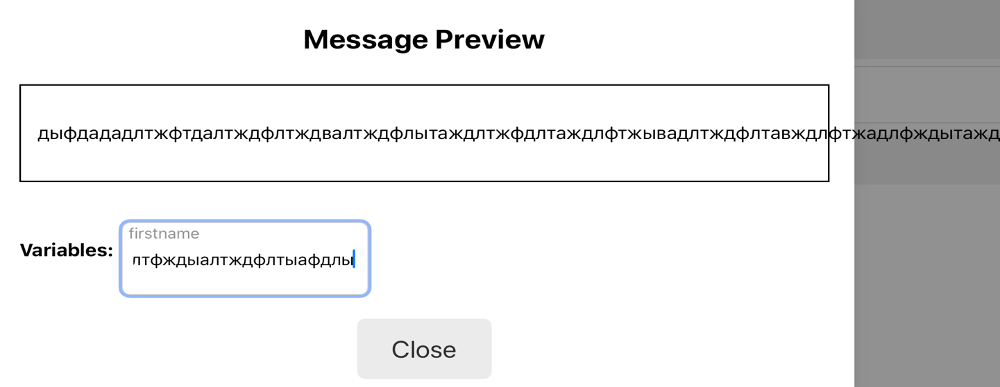 Message Preview
дыфдададлтжфтдалтждфлтждвалтждфлытаждлтжфдлтаждлфтжывадлтждфлтавждлфтжадлфждытажд
Variables:
firstname
лтфждыалтждфлтыафдлы
Close